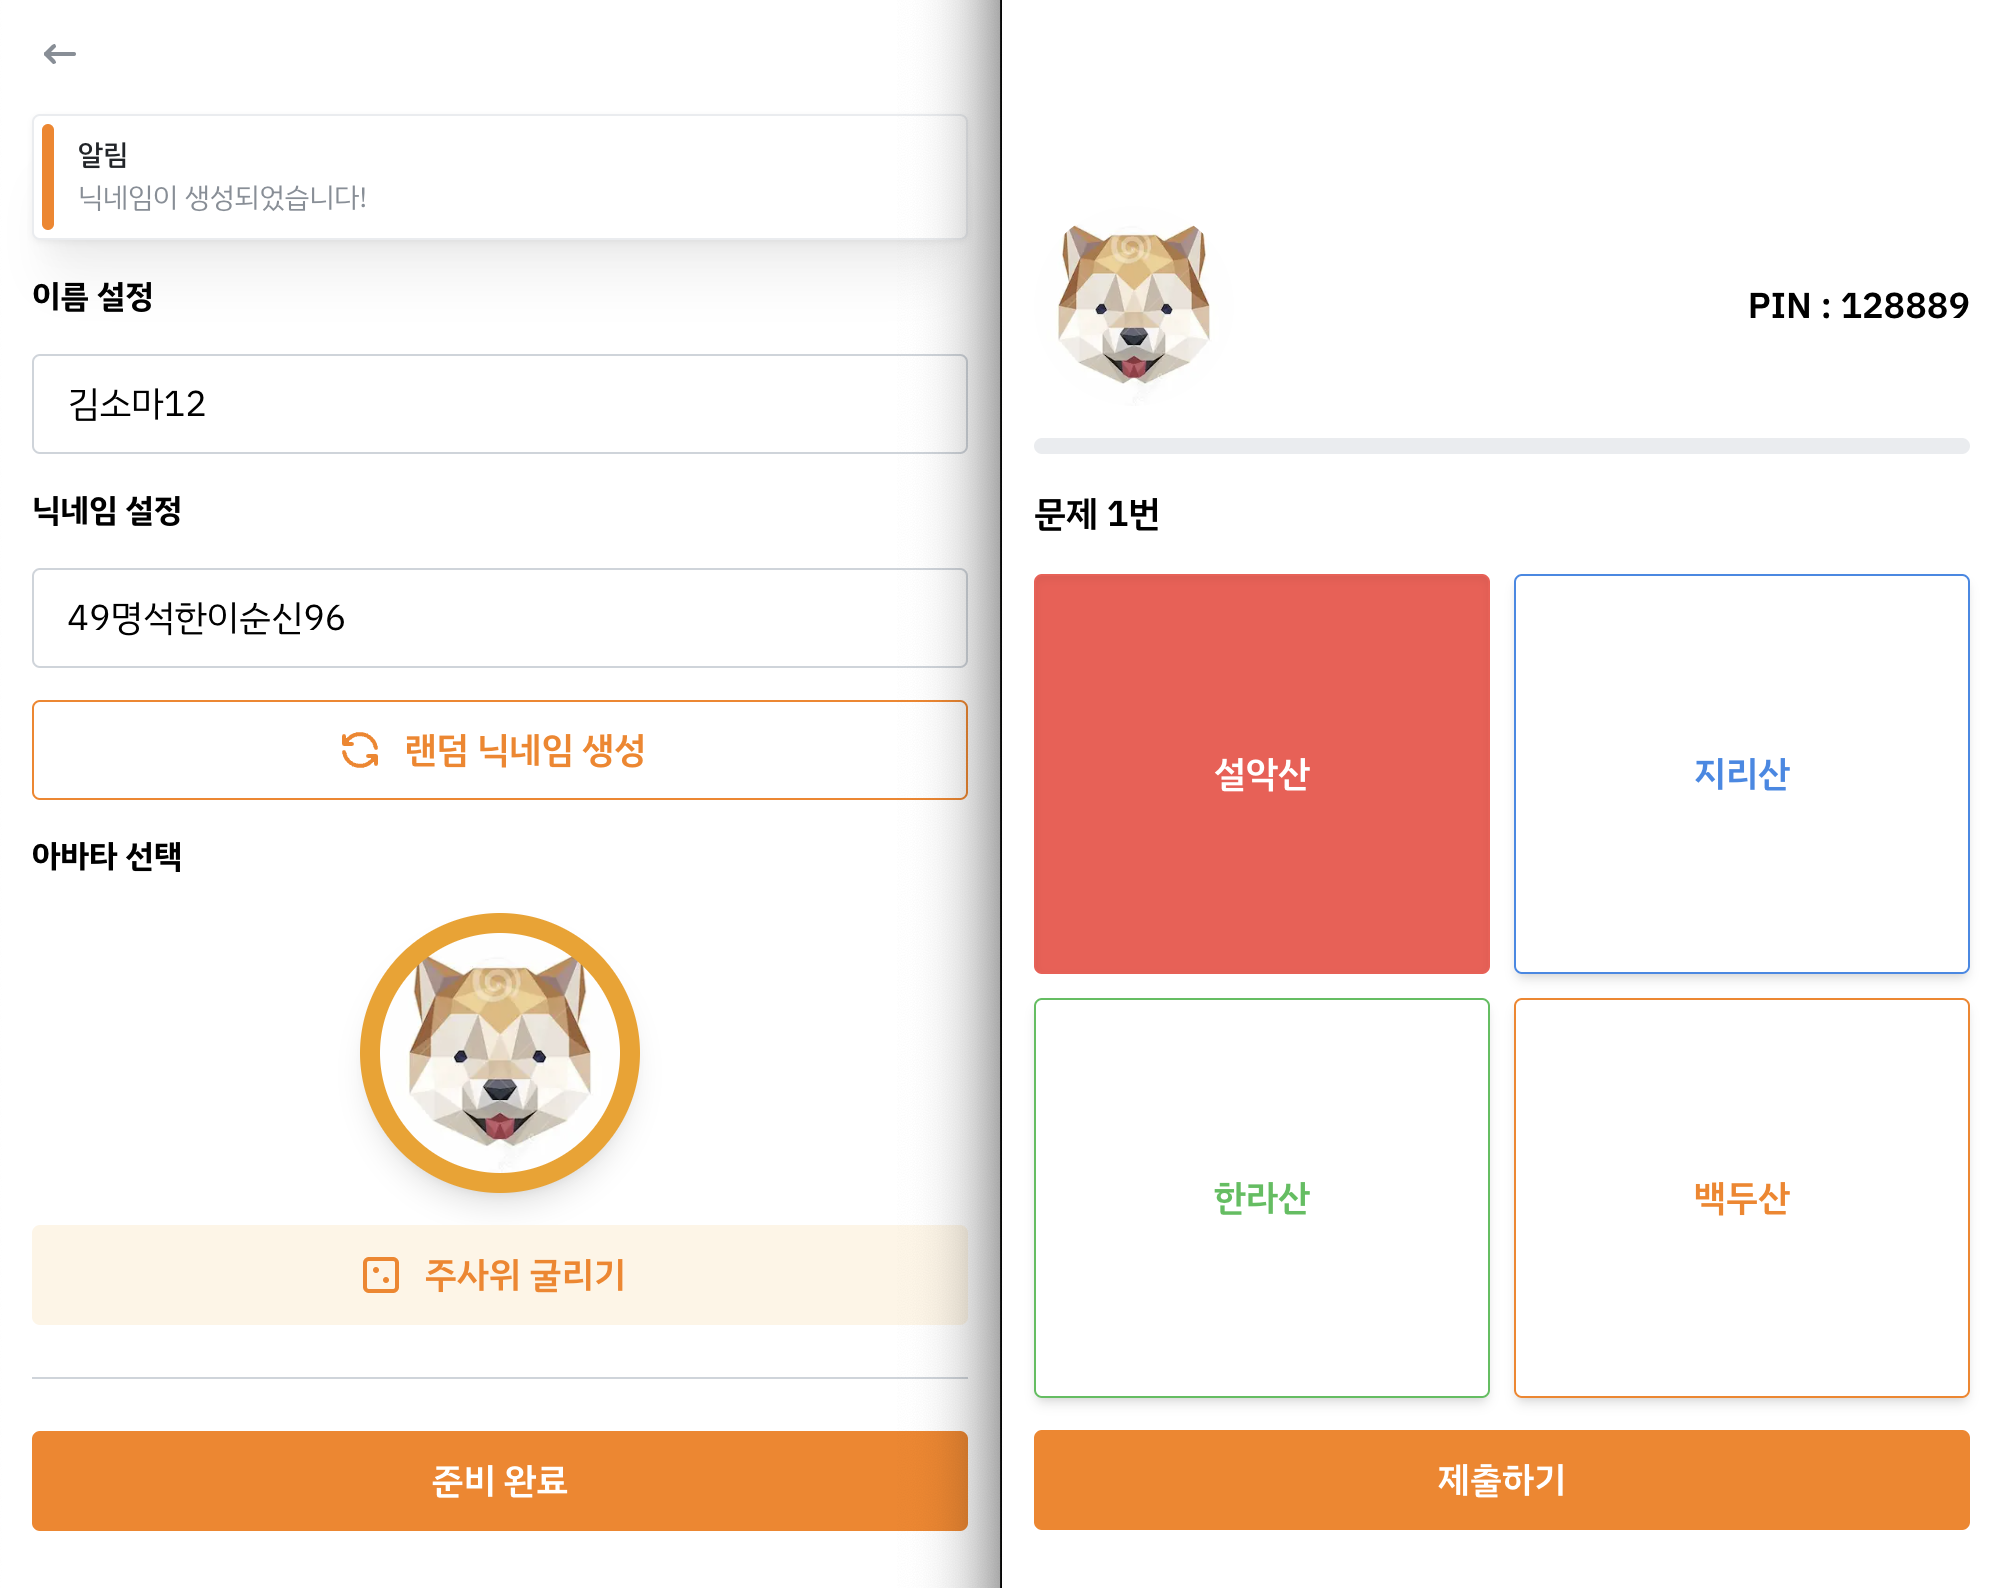 알림
닉네임이 생성되었습니다!
이름 설정
김소마12
닉네임 설정
49명석한이순신96
랜덤 닉네임 생성
아바타 선택
주사위 굴리기
준비 완료
PIN : 128889
문제 1번
설악산
지리산
한라산
백두산
제출하기